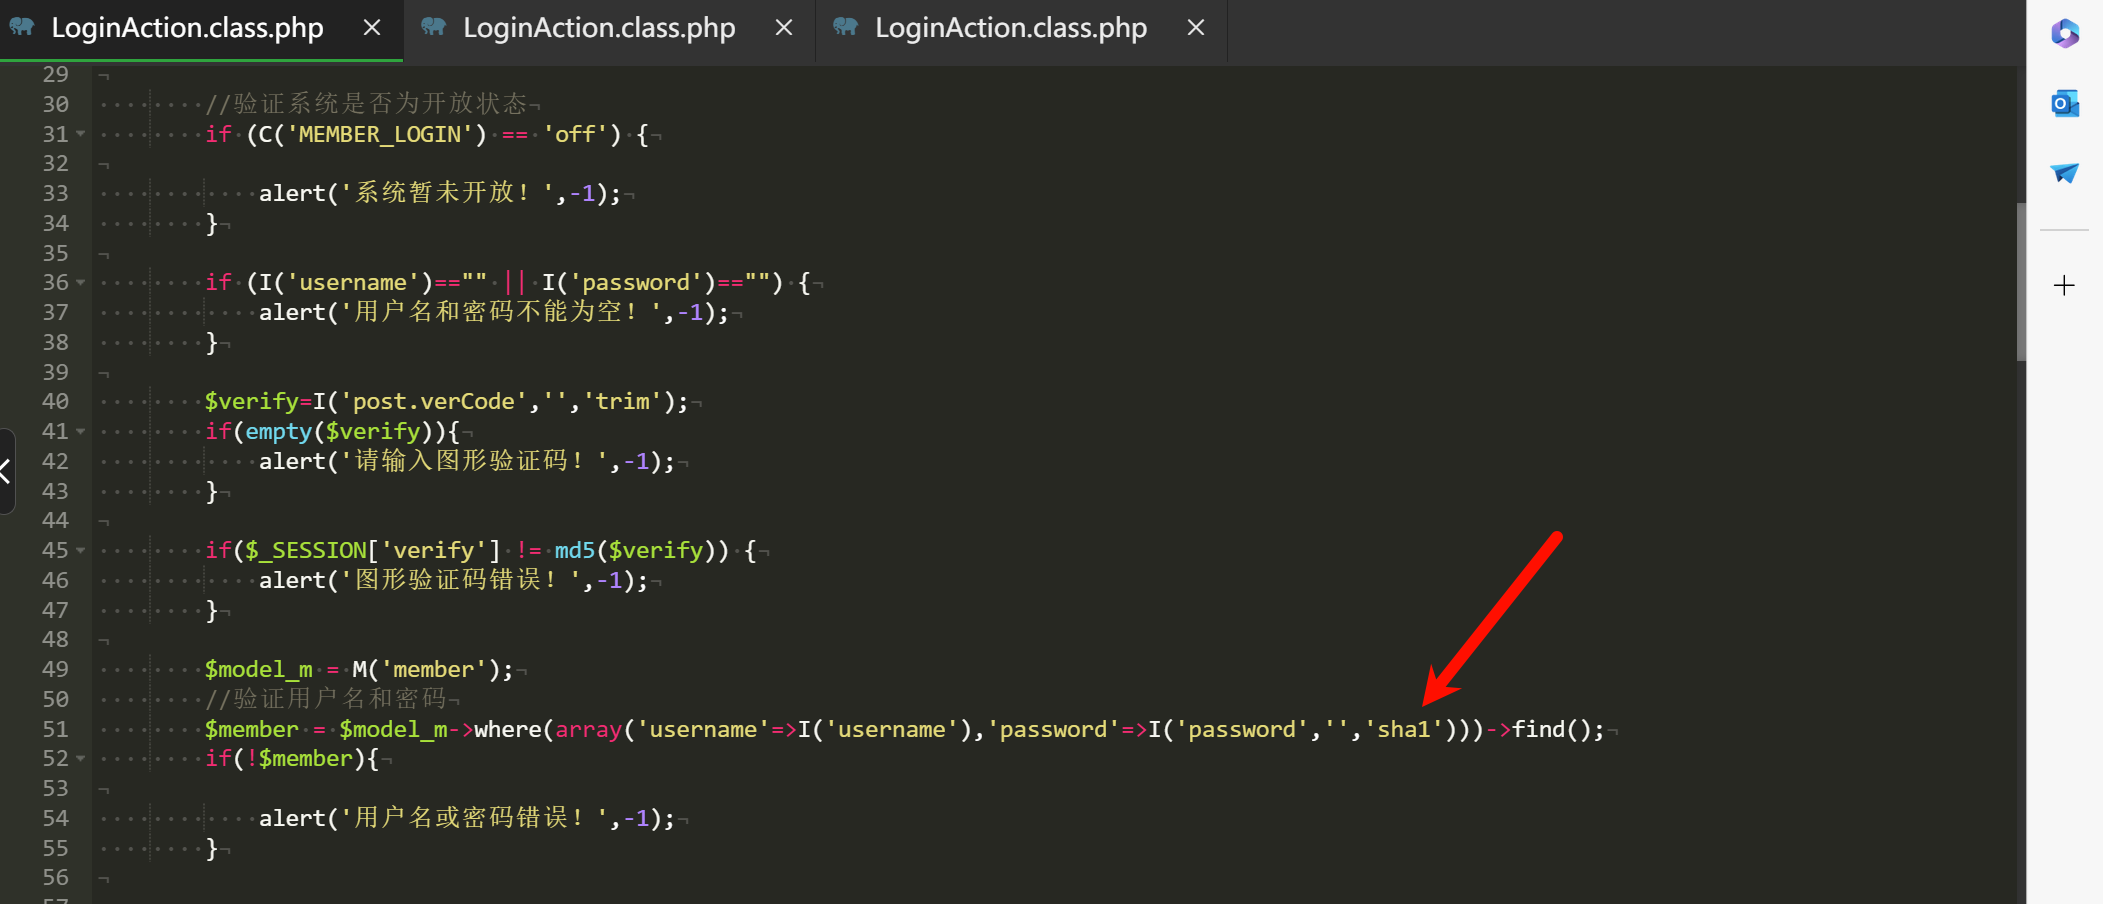 LoginAction.class.php LoginAction.class.php LoginAction.class.php
29
30 //验证系统是否为开放状态
31 if (C('MEMBER_LOGIN') == 'off') {
32
33 alert('系统暂未开放！',-1);
34 }
35
36 if (I('username')=="" || I('password')=="") {
37 alert('用户名和密码不能为空！',-1);
38 }
39
40 $verify=I('post.verCode','','trim');
41 if(empty($verify)){
42 alert('请输入图形验证码！',-1);
43 }
44
45 if($_SESSION['verify'] != md5($verify)) {
46 alert('图形验证码错误！',-1);
47 }
48
49 $model_m = M('member');
50 //验证用户名和密码
51 $member = $model_m->where(array('username'=>I('username'),'password'=>I('password','','sha1')))->find();
52 if(!$member){
53
54 alert('用户名或密码错误！',-1);
55 }
56
57